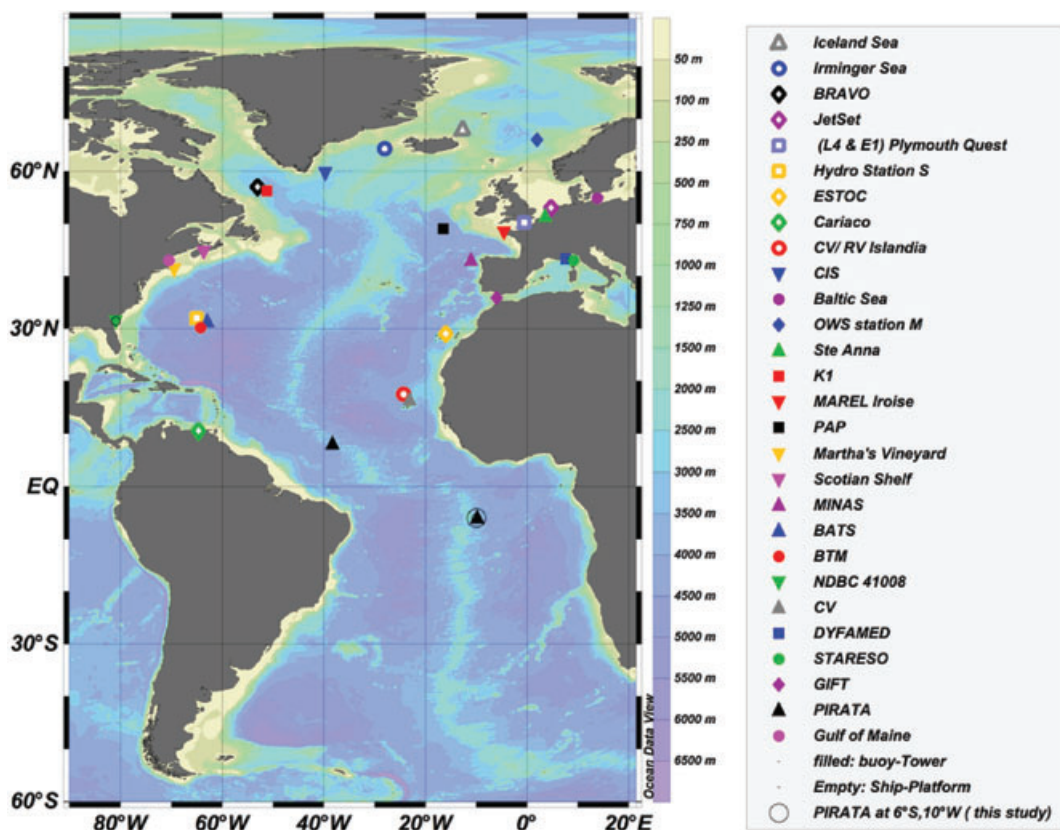 60°N
30°N
EQ
30°S
60°S
80°W
60°W
40°W
20°W
0°
20°E
50 m
100 m
250 m
500 m
750 m
1000 m
1250 m
1500 m
2000 m
2500 m
3000 m
3500 m
4000 m
4500 m
5000 m
5500 m
6000 m
6500 m
Ocean Data View
Iceland Sea
Irminger Sea
BRAVO
JetSet
(L4 & E1) Plymouth Quest
Hydro Station S
ESTOC
Cariaco
CV/ RV Islandia
CIS
Baltic Sea
OWS station M
Ste Anna
K1
MAREL Iroise
PAP
Martha's Vineyard
Scotian Shelf
MINAS
BATS
BTM
NDBC 41008
CV
DYFAMED
STARESO
GIFT
PIRATA
Gulf of Maine
filled: buoy-Tower
Empty: Ship-Platform
PIRATA at 6°S,10°W ( this study)